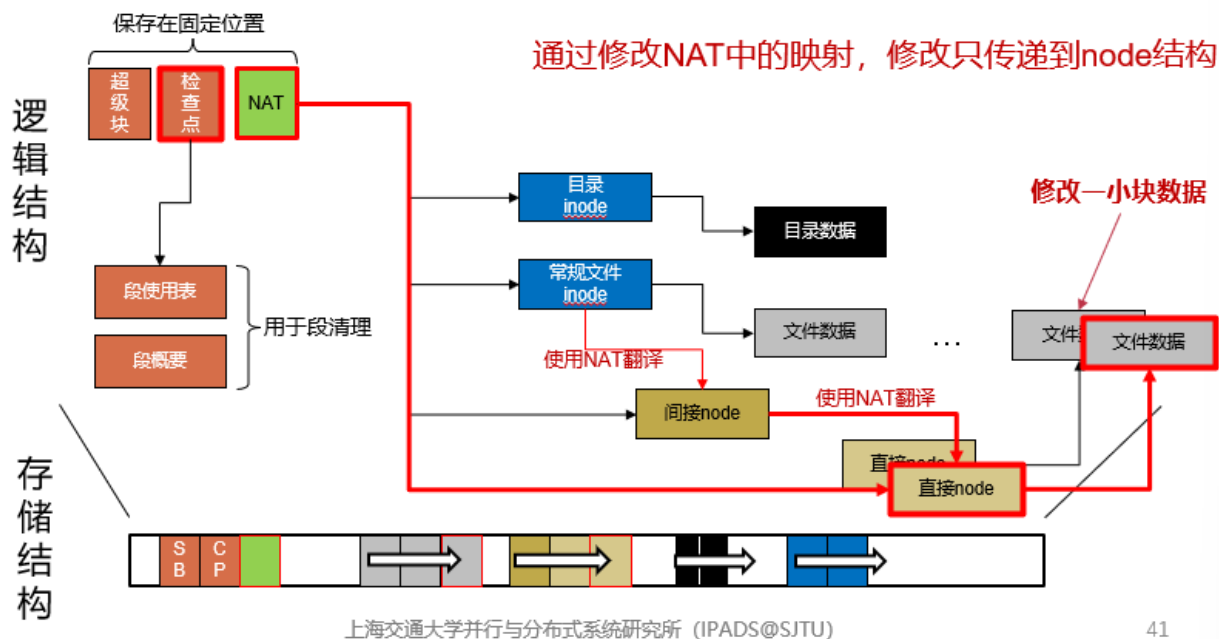 保存在固定位置
通过修改NAT中的映射，修改只传递到node结构
逻辑结构
超级块
检查点
NAT
目录
inode
目录数据
修改一小块数据
常规文件
inode
段使用表
用于段清理
段概要
文件数据
...
文件
文件数据
使用NAT翻译
间接node
使用NAT翻译
直接node
直接node
存储结构
SB
CP
上海交通大学并行与分布式系统研究所（IPADS@SJTU）
41